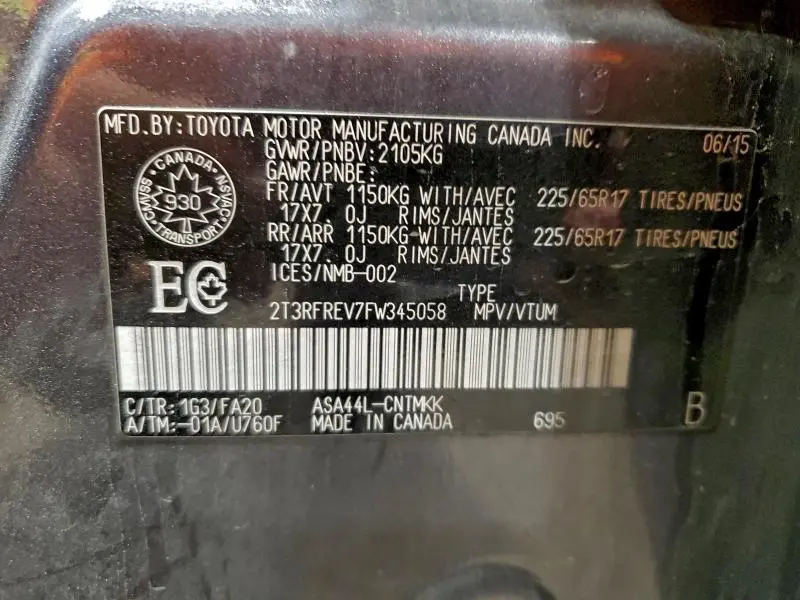 MFD.BY:TOYOTA MOTOR MANUFACTURING CANADA INC. 06/15
GVWR/PNBV:2105KG
GAWR/PNBE:
FR/AVT 1150KG WITH/AVEC 225/65R17 TIRES/PNEUS
17X7.0J RIMS/JANTES
RR/ARR 1150KG WITH/AVEC 225/65R17 TIRES/PNEUS
17X7.0J RIMS/JANTES
ICES/NMB-002
CANADA
CMVSS 930 NSVAC
TRANSPORT
EC
TYPE
2T3RFREV7FW345058 MPV/VTUM
C/TR: 1G3/FA20 ASA44L-CNTMKK
A/TM:-01A/U760F MADE IN CANADA 695 B